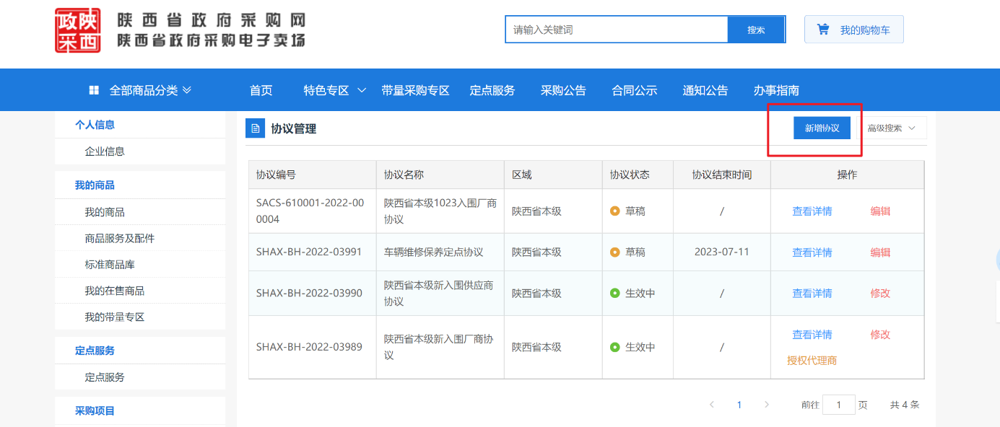 政陕
采西
陕西省政府采购网
陕西省政府采购电子卖场
请输入关键词
搜索
我的购物车
全部商品分类
首页
特色专区
带量采购专区
定点服务
采购公告
合同公示
通知公告
办事指南
个人信息
企业信息
我的商品
我的商品
商品服务及配件
标准商品库
我的在售商品
我的带量专区
定点服务
定点服务
采购项目
协议管理
新增协议
高级搜索
协议编号 协议名称 区域 协议状态 协议结束时间 操作
SACS-610001-2022-00
0004
陕西省本级1023入围厂商
协议
陕西省本级 草稿 / 查看详情 编辑
SHAX-BH-2022-03991 车辆维修保养定点协议 陕西省本级 草稿 2023-07-11 查看详情 编辑
SHAX-BH-2022-03990
陕西省本级新入围供应商
协议
陕西省本级 生效中 / 查看详情 修改
SHAX-BH-2022-03989
陕西省本级新入围厂商协
议
陕西省本级 生效中 / 查看详情 修改
授权代理商
1 前往 1 页 共 4 条